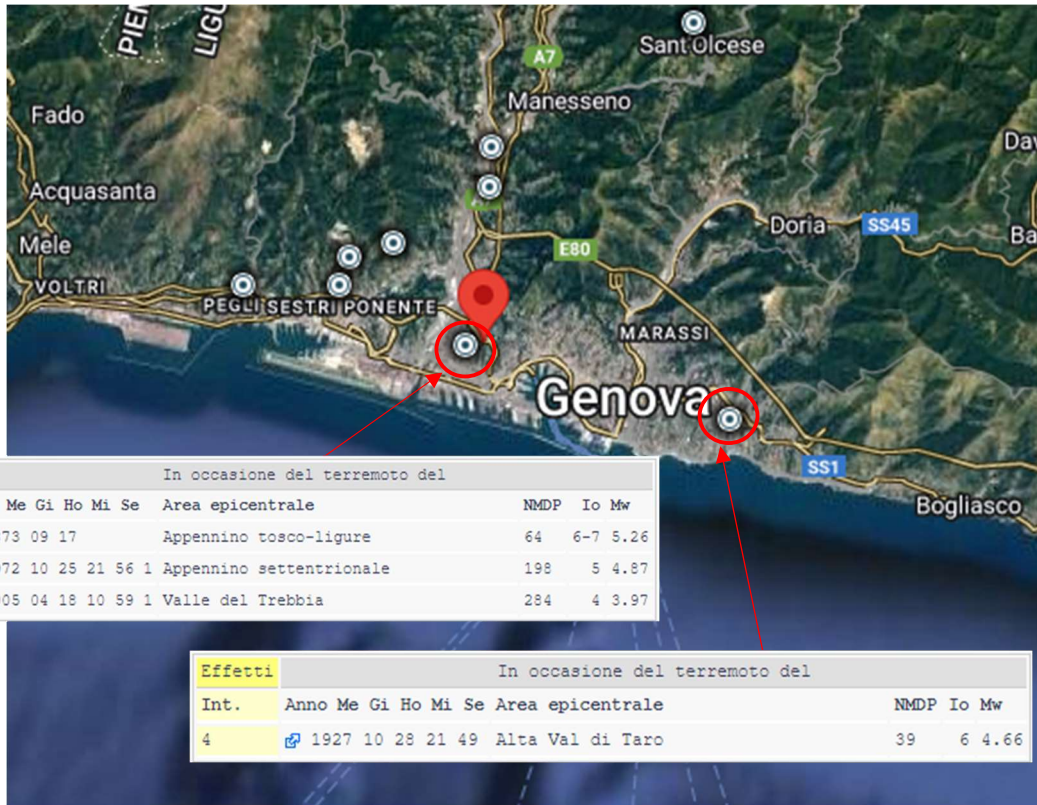 PIEN
LIGU
Sant'Olcese
A7
Manesseno
Fado
Dav
Acquasanta
Doria
SS45
Mele
Ba
E80
VOLTRI
PEGLI
SESTRI PONENTE
MARASSI
Genova
SS1
Bogliasco
In occasione del terremoto del
Me Gi Ho Mi Se Area epicentrale NMDP Io Mw
73 09 17 Appennino tosco-ligure 64 6-7 5.26
72 10 25 21 56 1 Appennino settentrionale 198 5 4.87
05 04 18 10 59 1 Valle del Trebbia 284 4 3.97
Effetti In occasione del terremoto del
Int. Anno Me Gi Ho Mi Se Area epicentrale NMDP Io Mw
4 1927 10 28 21 49 Alta Val di Taro 39 6 4.66